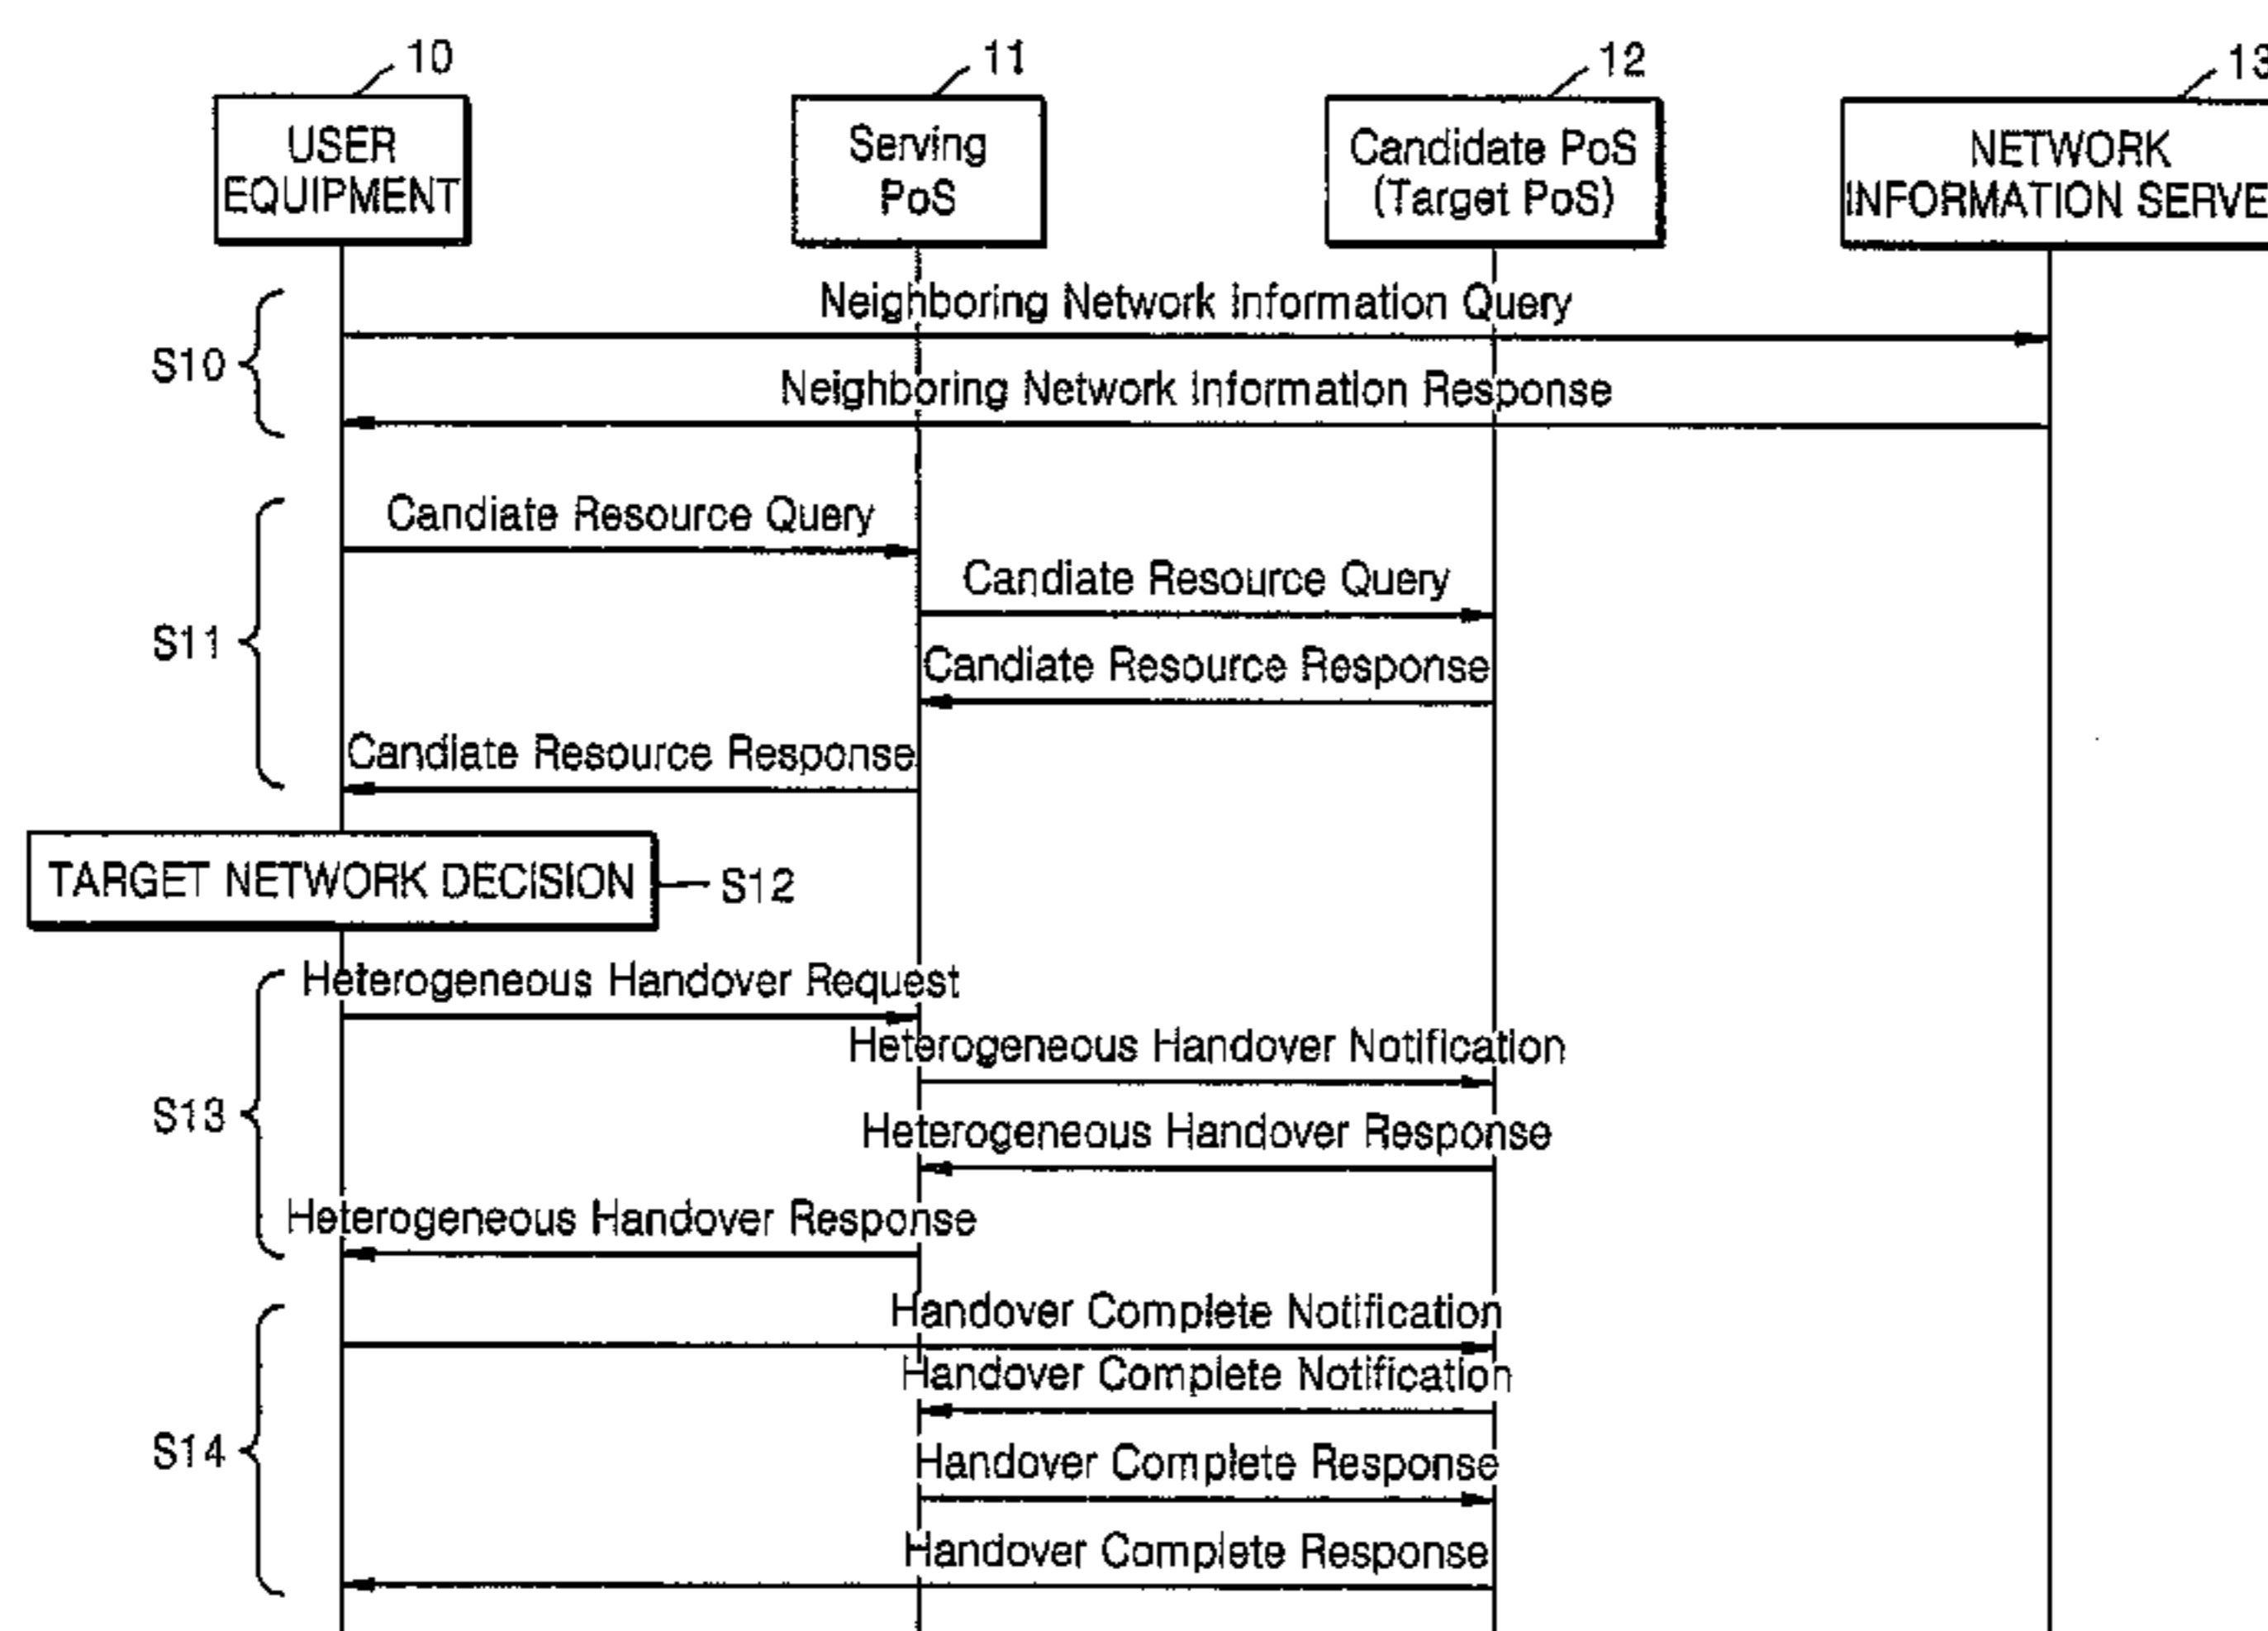 10
11
12
13
USER
EQUIPMENT
Serving
PoS
Candidate PoS
(Target PoS)
NETWORK
INFORMATION SERVE
Neighboring Network Information Query
S10
Neighboring Network Information Response
Candiate Resource Query
Candiate Resource Query
S11
Candiate Resource Response
Candiate Resource Response
TARGET NETWORK DECISION
S12
Heterogeneous Handover Request
Heterogeneous Handover Notification
S13
Heterogeneous Handover Response
Heterogeneous Handover Response
Handover Complete Notification
Handover Complete Notification
S14
Handover Complete Response
Handover Complete Response